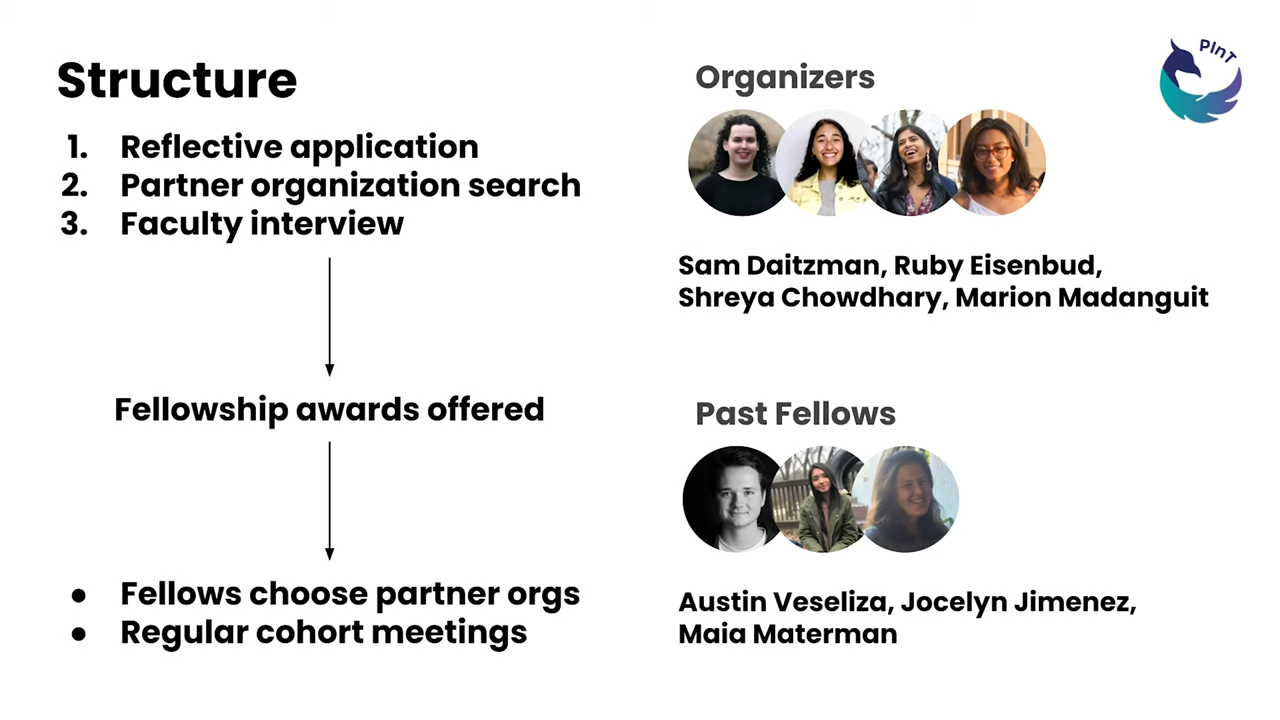 Structure
1. Reflective application
2. Partner organization search
3. Faculty interview
Fellowship awards offered
● Fellows choose partner orgs
● Regular cohort meetings
PInT
Organizers
Sam Daitzman, Ruby Eisenbud,
Shreya Chowdhary, Marion Madanguit
Past Fellows
Austin Veseliza, Jocelyn Jimenez,
Maia Materman